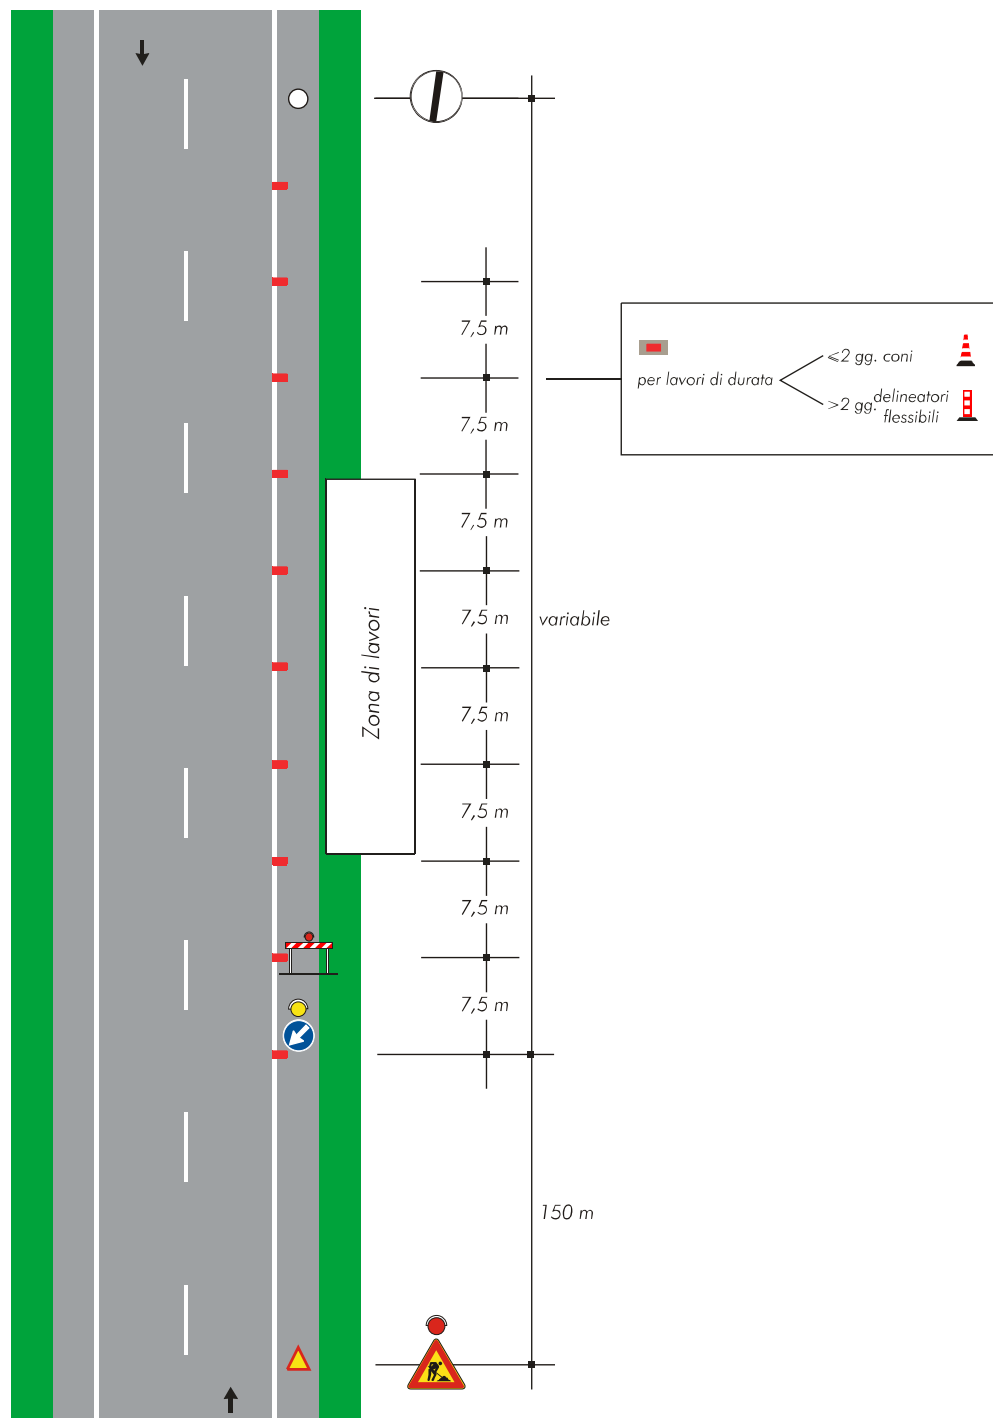 7,5 m
per lavori di durata
⩽2 gg. coni
>2 gg. delineatori
flessibili
7,5 m
7,5 m
7,5 m
variabile
Zona di lavori
7,5 m
7,5 m
7,5 m
7,5 m
150 m